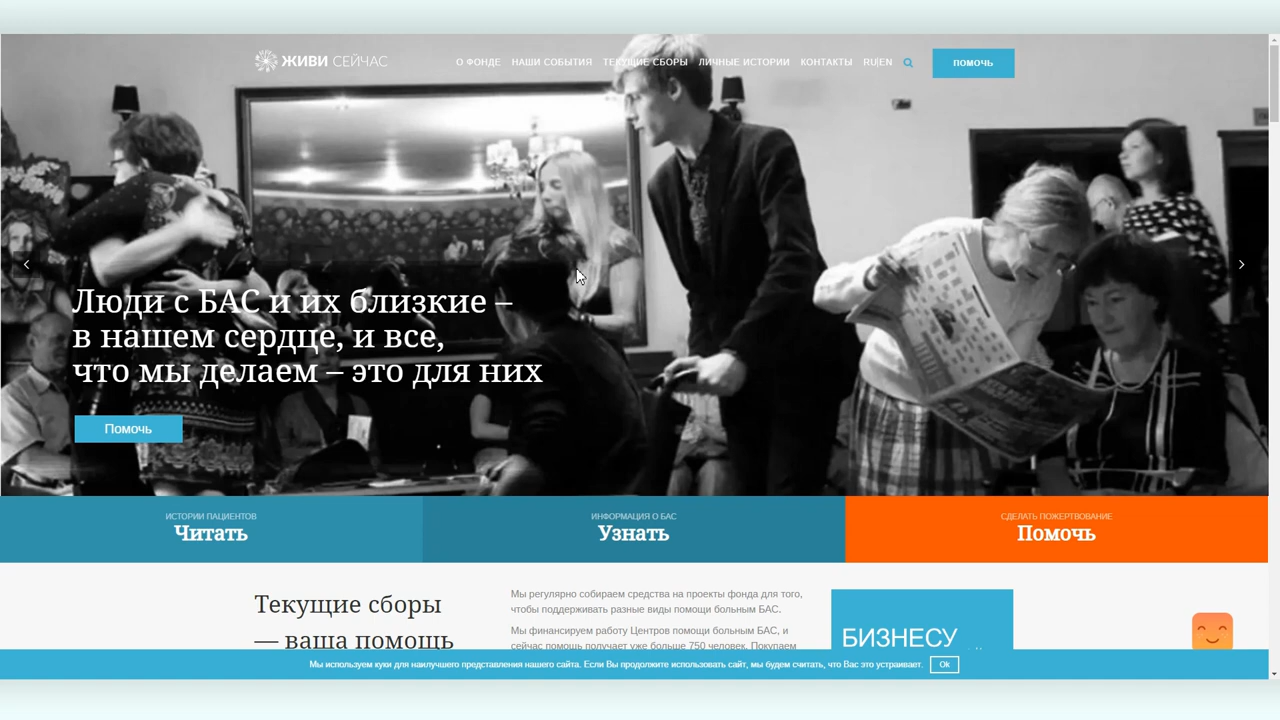 ЖИВИ СЕЙЧАС
О ФОНДЕ НАШИ СОБЫТИЯ ТЕКУЩИЕ СБОРЫ ЛИЧНЫЕ ИСТОРИИ КОНТАКТЫ RU|EN
ПОМОЧЬ
Люди с БАС и их близкие –
в нашем сердце, и все,
что мы делаем – это для них
Помочь
ИСТОРИИ ПАЦИЕНТОВ
Читать
ИНФОРМАЦИЯ О БАС
Узнать
СДЕЛАТЬ ПОЖЕРТВОВАНИЕ
Помочь
Текущие сборы
— ваша помощь
Мы регулярно собираем средства на проекты фонда для того,
чтобы поддерживать разные виды помощи больным БАС.
Мы финансируем работу Центров помощи больным БАС, и
сейчас помощь получает уже больше 750 человек. Покупаем
БИЗНЕСУ
Мы используем куки для наилучшего представления нашего сайта. Если Вы продолжите использовать сайт, мы будем считать, что Вас это устраивает. Ok